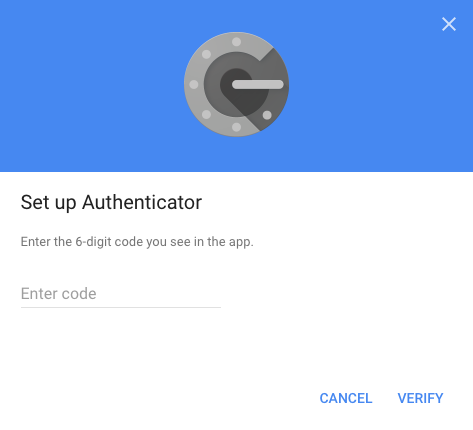 Set up Authenticator
Enter the 6-digit code you see in the app.
Enter code
CANCEL VERIFY